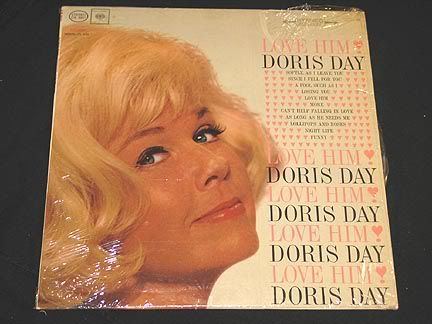 LOVE HIM!
DORIS DAY
SOFTLY, AS I LEAVE YOU
SINCE I FELL FOR YOU
A FOOL SUCH AS I
LOSING YOU
LOVE HIM
MORE
CAN'T HELP FALLING IN LOVE
AS LONG AS HE NEEDS ME
LOLLIPOPS AND ROSES
NIGHT LIFE
FUNNY
LOVE HIM!
DORIS DAY
LOVE HIM!
DORIS DAY
LOVE HIM!
DORIS DAY
LOVE HIM!
DORIS DAY